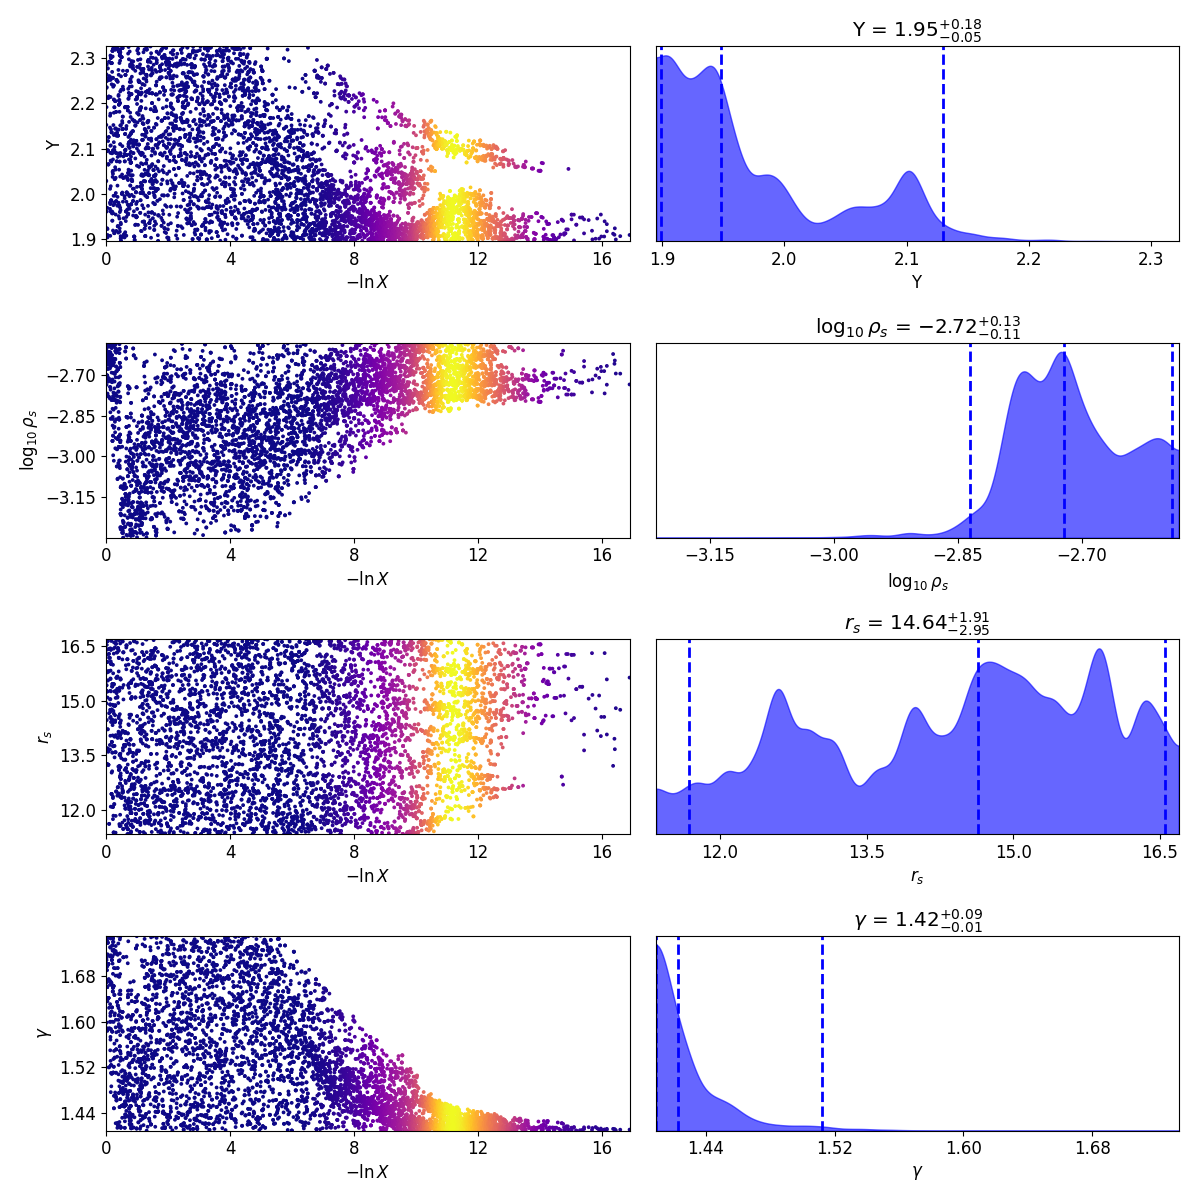 Y = 1.95^{+0.18}_{-0.05}
2.3
2.2
2.1
2.0
1.9
Y
0 4 8 12 16
−ln X
1.9 2.0 2.1 2.2 2.3
Y
log₁₀ ρₛ = −2.72^{+0.13}_{-0.11}
−2.70
−2.85
−3.00
−3.15
log₁₀ ρₛ
0 4 8 12 16
−ln X
−3.15 −3.00 −2.85 −2.70
log₁₀ ρₛ
rₛ = 14.64^{+1.91}_{-2.95}
16.5
15.0
13.5
12.0
rₛ
0 4 8 12 16
−ln X
12.0 13.5 15.0 16.5
rₛ
γ = 1.42^{+0.09}_{-0.01}
1.68
1.60
1.52
1.44
γ
0 4 8 12 16
−ln X
1.44 1.52 1.60 1.68
γ